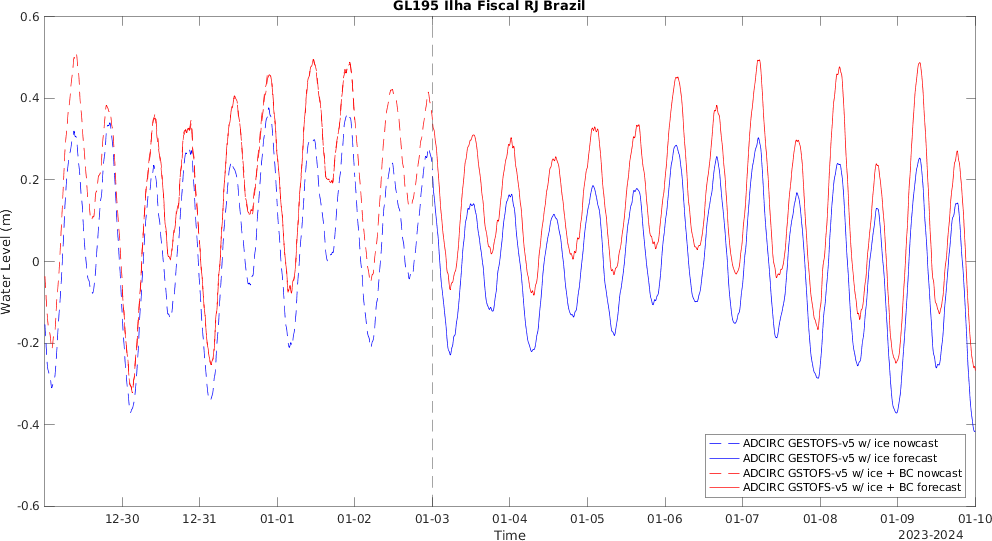 GL195 Ilha Fiscal RJ Brazil
0.6
0.4
0.2
0
-0.2
-0.4
-0.6
Water Level (m)
12-30 12-31 01-01 01-02 01-03 01-04 01-05 01-06 01-07 01-08 01-09 01-10
Time
2023-2024
ADCIRC GESTOFS-v5 w/ ice nowcast
ADCIRC GESTOFS-v5 w/ ice forecast
ADCIRC GSTOFS-v5 w/ ice + BC nowcast
ADCIRC GSTOFS-v5 w/ ice + BC forecast